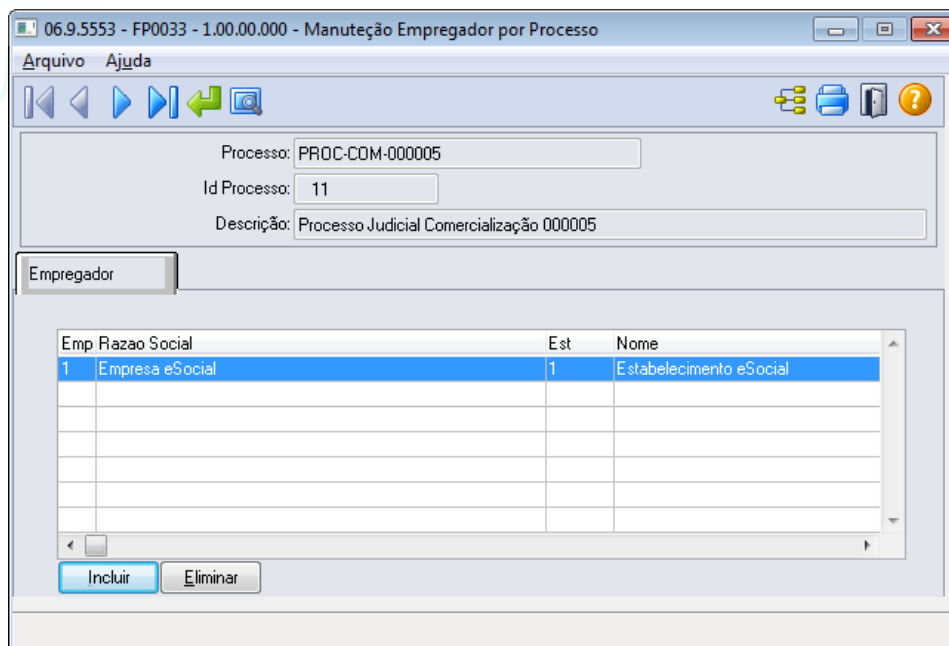 06.9.5553 - FP0033 - 1.00.00.000 - Manuteção Empregador por Processo
Arquivo Ajuda
Processo: PROC-COM-000005
Id Processo: 11
Descrição: Processo Judicial Comercialização 000005
Empregador
Emp Razao Social Est Nome
1 Empresa eSocial 1 Estabelecimento eSocial
Incluir Eliminar